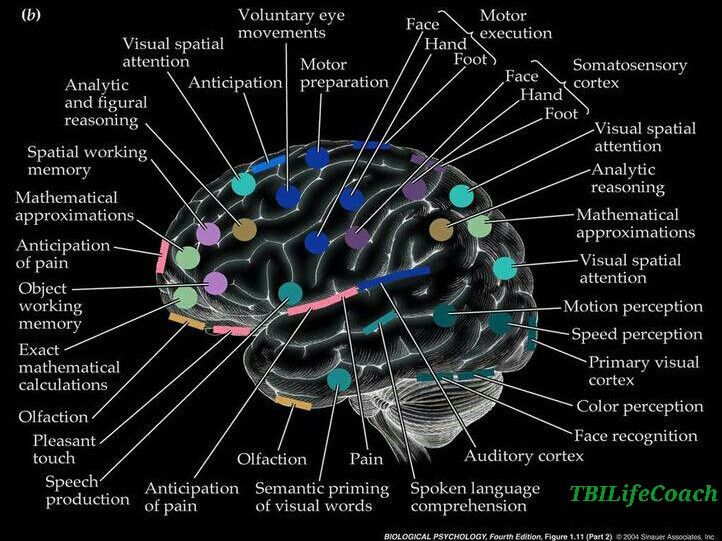 (b)
Voluntary eye
movements
Face
Hand
Foot
Motor
execution
Visual spatial
attention
Anticipation
Motor
preparation
Face
Hand
Foot
Somatosensory
cortex
Analytic
and figural
reasoning
Visual spatial
attention
Spatial working
memory
Analytic
reasoning
Mathematical
approximations
Mathematical
approximations
Anticipation
of pain
Visual spatial
attention
Object
working
memory
Motion perception
Speed perception
Exact
mathematical
calculations
Primary visual
cortex
Olfaction
Color perception
Pleasant
touch
Face recognition
Speech
production
Anticipation
of pain
Olfaction
Semantic priming
of visual words
Pain
Spoken language
comprehension
Auditory cortex
TBILifeCoach
BIOLOGICAL PSYCHOLOGY, Fourth Edition, Figure 1.11 (Part 2) © 2004 Sinauer Associates, Inc